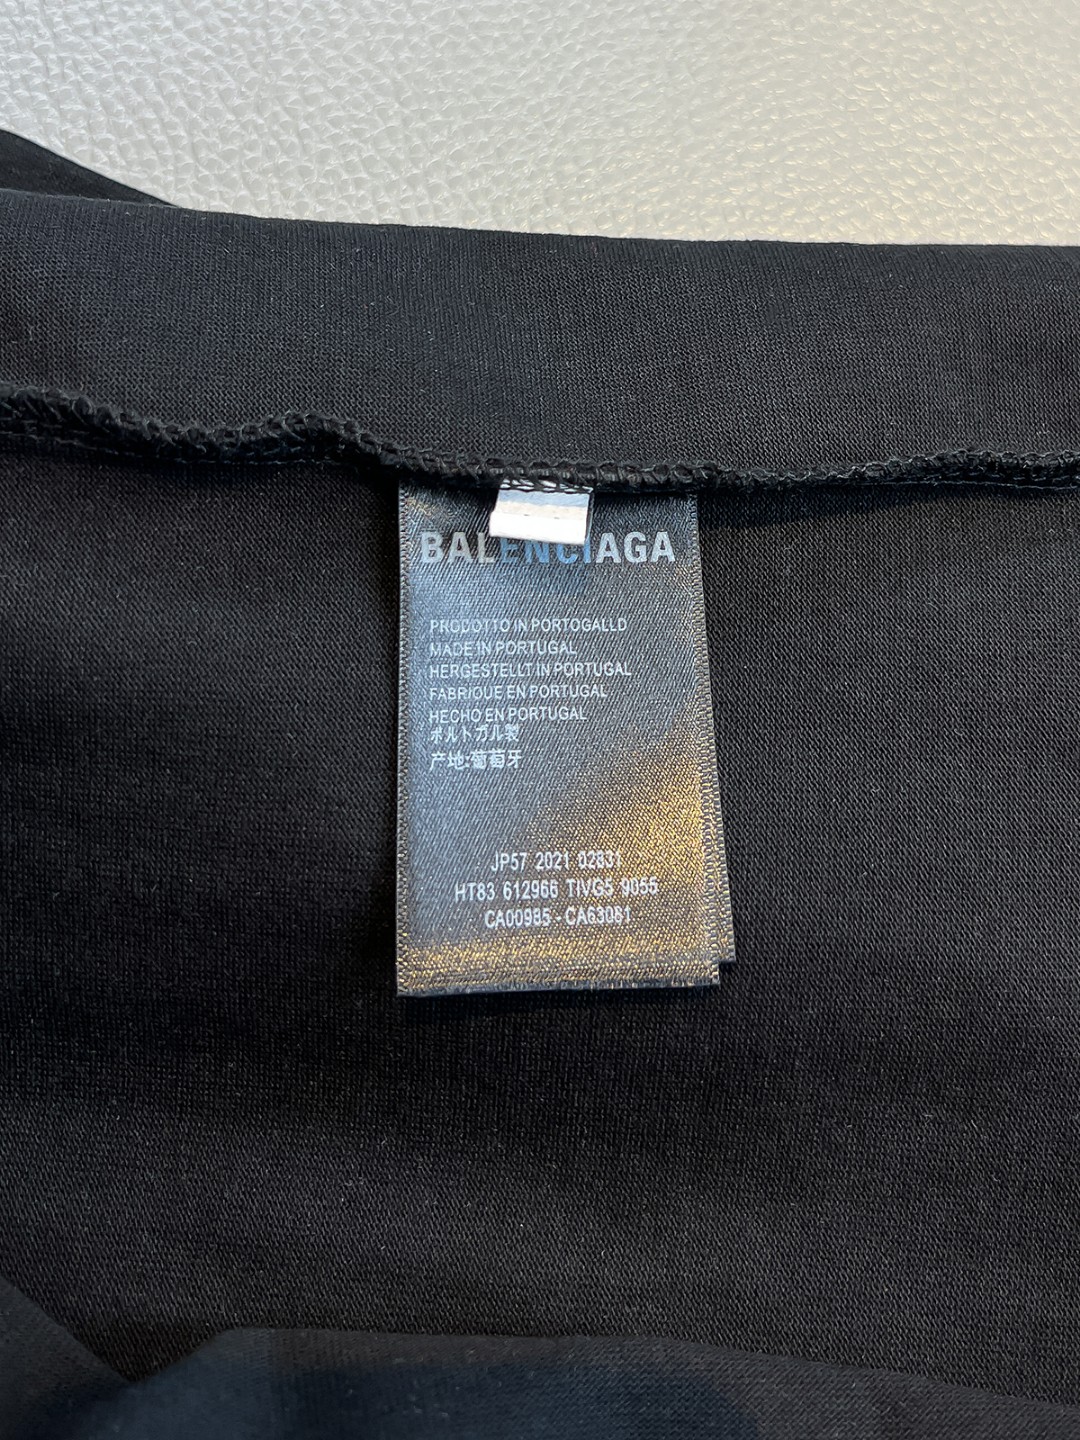 BALENCIAGA
PRODOTTO IN PORTOGALLO
MADE IN PORTUGAL
HERGESTELLT IN PORTUGAL
FABRIQUE EN PORTUGAL
HECHO EN PORTUGAL
ポルトガル製
产地:葡萄牙
JP57 2021 02831
HT83 612966 TIVG5 9055
CA00985 - CA63081